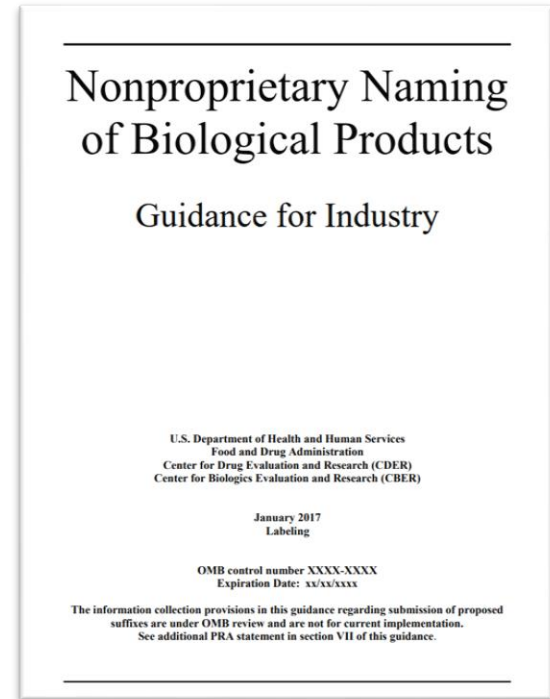 Nonproprietary Naming
of Biological Products
Guidance for Industry
U.S. Department of Health and Human Services
Food and Drug Administration
Center for Drug Evaluation and Research (CDER)
Center for Biologics Evaluation and Research (CBER)
January 2017
Labeling
OMB control number XXXX-XXXX
Expiration Date: xx/xx/xxxx
The information collection provisions in this guidance regarding submission of proposed
suffixes are under OMB review and are not for current implementation.
See additional PRA statement in section VII of this guidance.